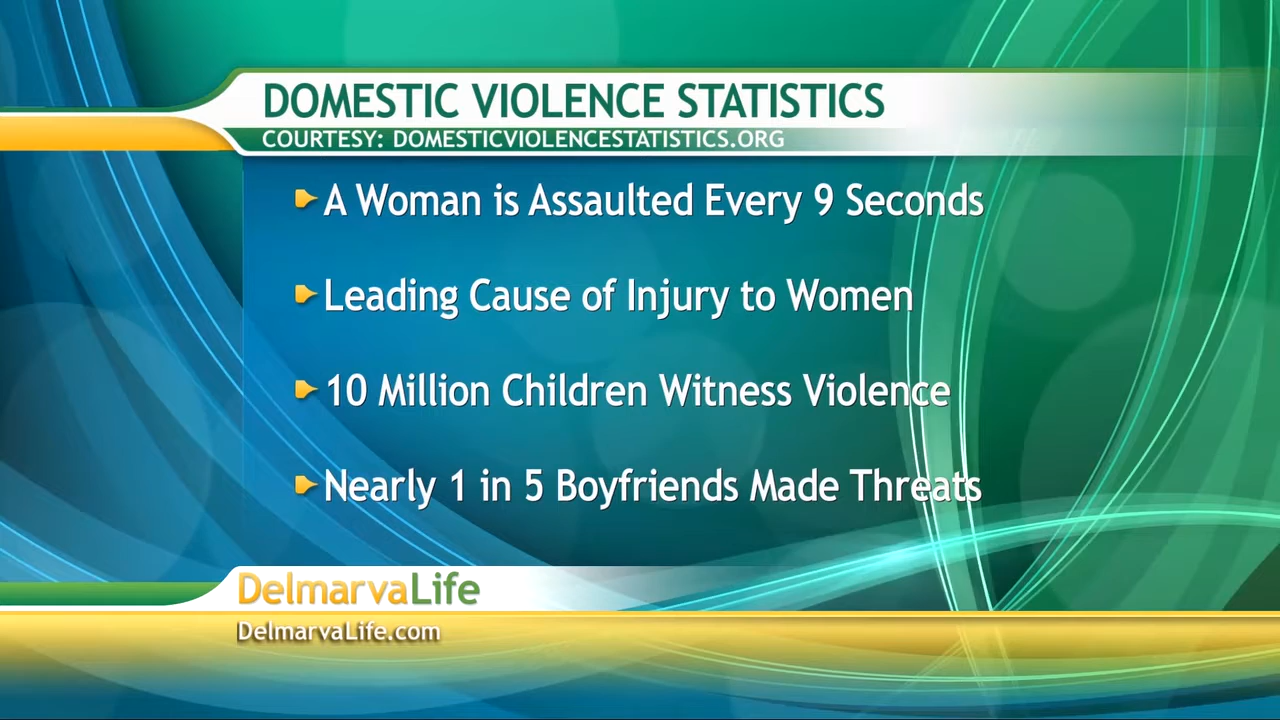 DOMESTIC VIOLENCE STATISTICS
COURTESY: DOMESTICVIOLENCESTATISTICS.ORG
A Woman is Assaulted Every 9 Seconds
Leading Cause of Injury to Women
10 Million Children Witness Violence
Nearly 1 in 5 Boyfriends Made Threats
DelmarvaLife
DelmarvaLife.com